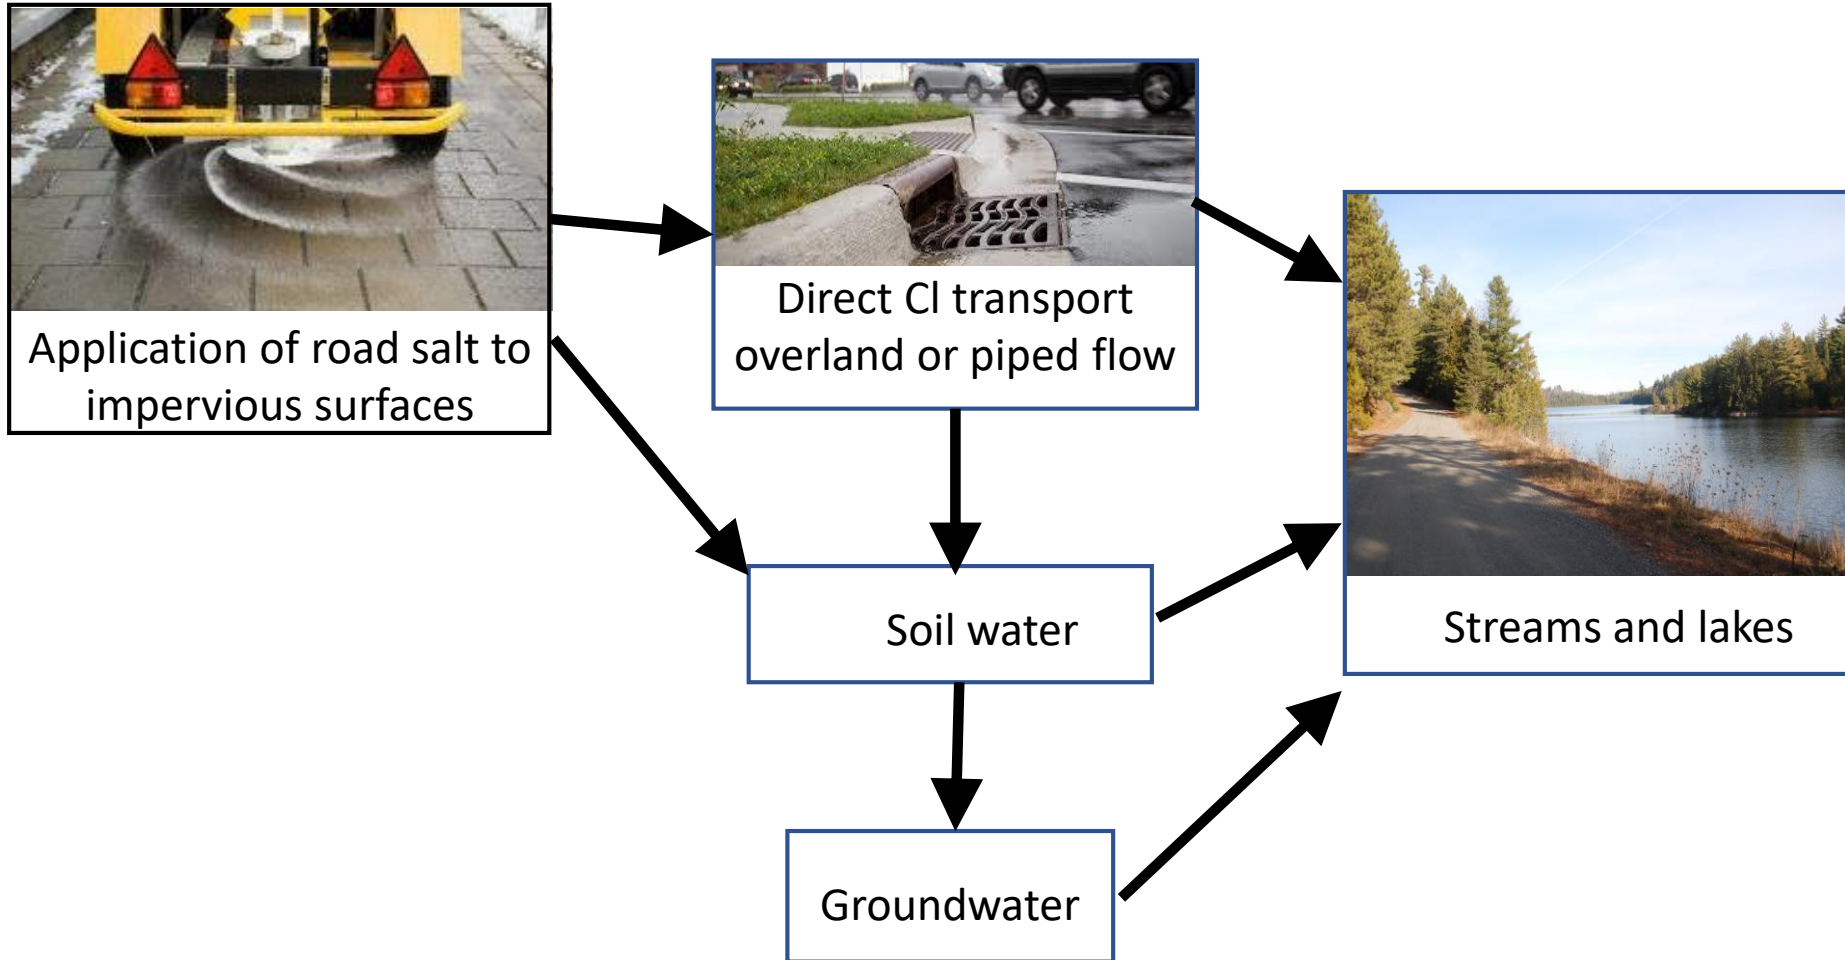 Application of road salt to
impervious surfaces
Direct Cl transport
overland or piped flow
Soil water
Groundwater
Streams and lakes